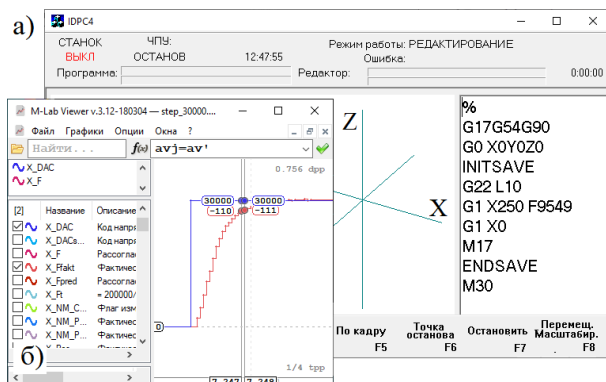 а)
IDPC4
СТАНОК ЧПУ: Режим работы: РЕДАКТИРОВАНИЕ
ВЫКЛ ОСТАНОВ 12:47:55 Ошибка:
Программа: Редактор: 0:00:00
%
G17G54G90
G0 X0Y0Z0
INITSAVE
G22 L10
G1 X250 F9549
G1 X0
M17
ENDSAVE
M30
Z
X
По кадру F5
Точка останова F6
Остановить F7
Перемещ. Масштабир. F8
M-Lab Viewer v.3.12-180304 — step_30000....
Файл Графики Опции Окна ?
Найти... f(x) avj=av'
X_DAC
X_F
[2] Название Описание
X_DAC Код напря
X_DACs... Код напря
X_F Рассоглас
X_Ffakt Фактичес
X_Fpred Рассоглас
X_Ft = 200000/
X_NM_C... Флаг изм
X_NM_P... Фактичес
X_NM_P... Фактичес
0.756 dpp
30000 30000
-110 -111
0
1/4 tpp
7.347 7.348
б)